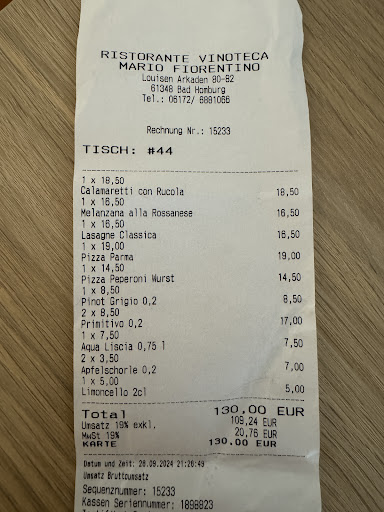 RISTORANTE VINOTECA
MARIO FIORENTINO
Louisen Arkaden 80-82
61348 Bad Homburg
Tel.: 06172/ 6881066
Rechnung Nr.: 15233
TISCH: #44
1 x 18,50
Calamaretti con Rucola 18,50
1 x 16,50
Melanzana alla Rossanese 16,50
1 x 16,50
Lasagne Classica 16,50
1 x 19,00
Pizza Parma 19,00
1 x 14,50
Pizza Peperoni Wurst 14,50
1 x 8,50
Pinot Grigio 0,2 8,50
2 x 8,50
Primitivo 0,2 17,00
1 x 7,50
Aqua Liscia 0,75 l 7,50
2 x 3,50
Apfelschorle 0,2 7,00
1 x 5,00
Limoncello 2cl 5,00
Total 130,00 EUR
Umsatz 19% exkl. 109,24 EUR
MwSt 19% 20,76 EUR
KARTE 130,00 EUR
Datum und Zeit: 28.09.2024 21:26:49
Umsatz Bruttoumsatz
Sequenznummer: 15233
Kassen Seriennummer: 1898823